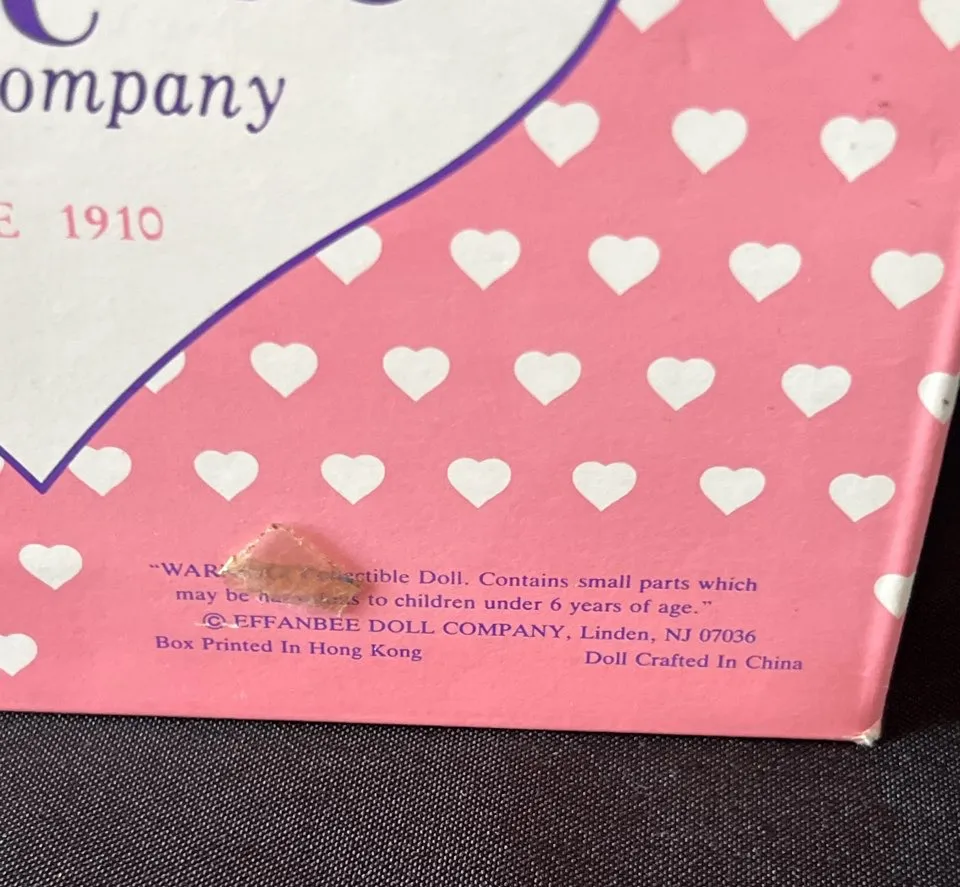 ompany
E 1910
"WAR Collectible Doll. Contains small parts which
may be to children under 6 years of age."
© EFFANBEE DOLL COMPANY, Linden, NJ 07036
Box Printed In Hong Kong Doll Crafted In China